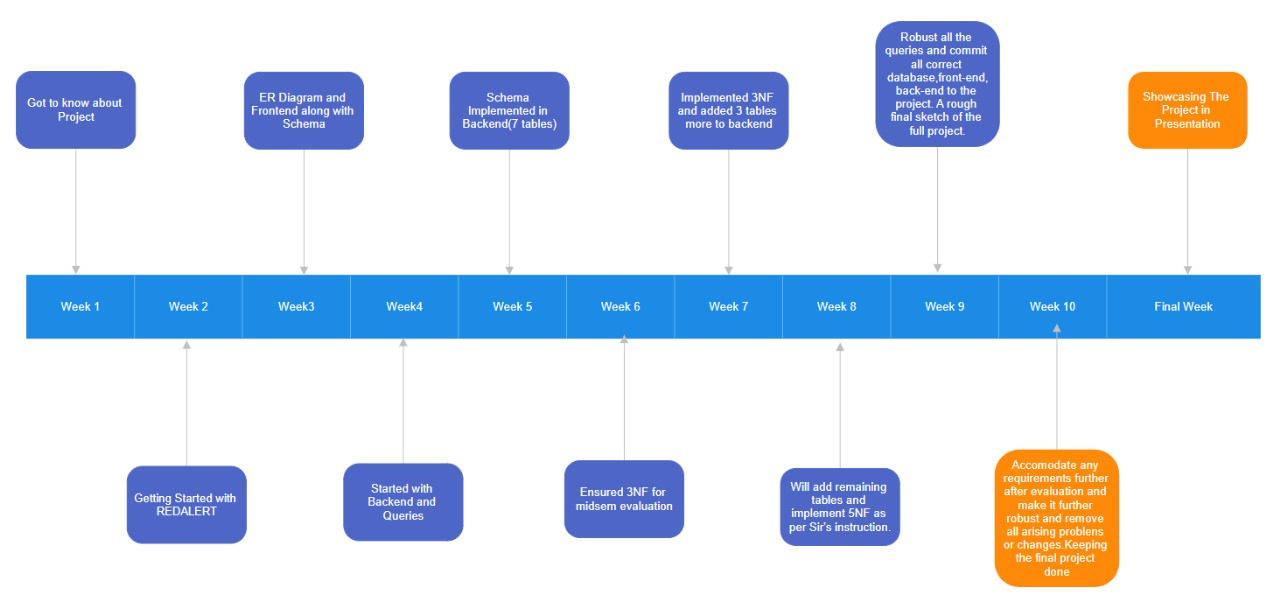 Got to know about
Project
ER Diagram and
Frontend along with
Schema
Schema
Implemented in
Backend(7 tables)
Implemented 3NF
and added 3 tables
more to backend
Robust all the
queries and commit
all correct
database,front-end,
back-end to the
project. A rough
final sketch of the
full project.
Showcasing The
Project in
Presentation
Week 1
Week 2
Week3
Week4
Week 5
Week 6
Week 7
Week 8
Week 9
Week 10
Final Week
Getting Started with
REDALERT
Started with
Backend and
Queries
Ensured 3NF for
midsem evaluation
Will add remaining
tables and
implement 5NF as
per Sir's instruction.
Accomodate any
requirements further
after evaluation and
make it further
robust and remove
all arising problens
or changes.Keeping
the final project
done